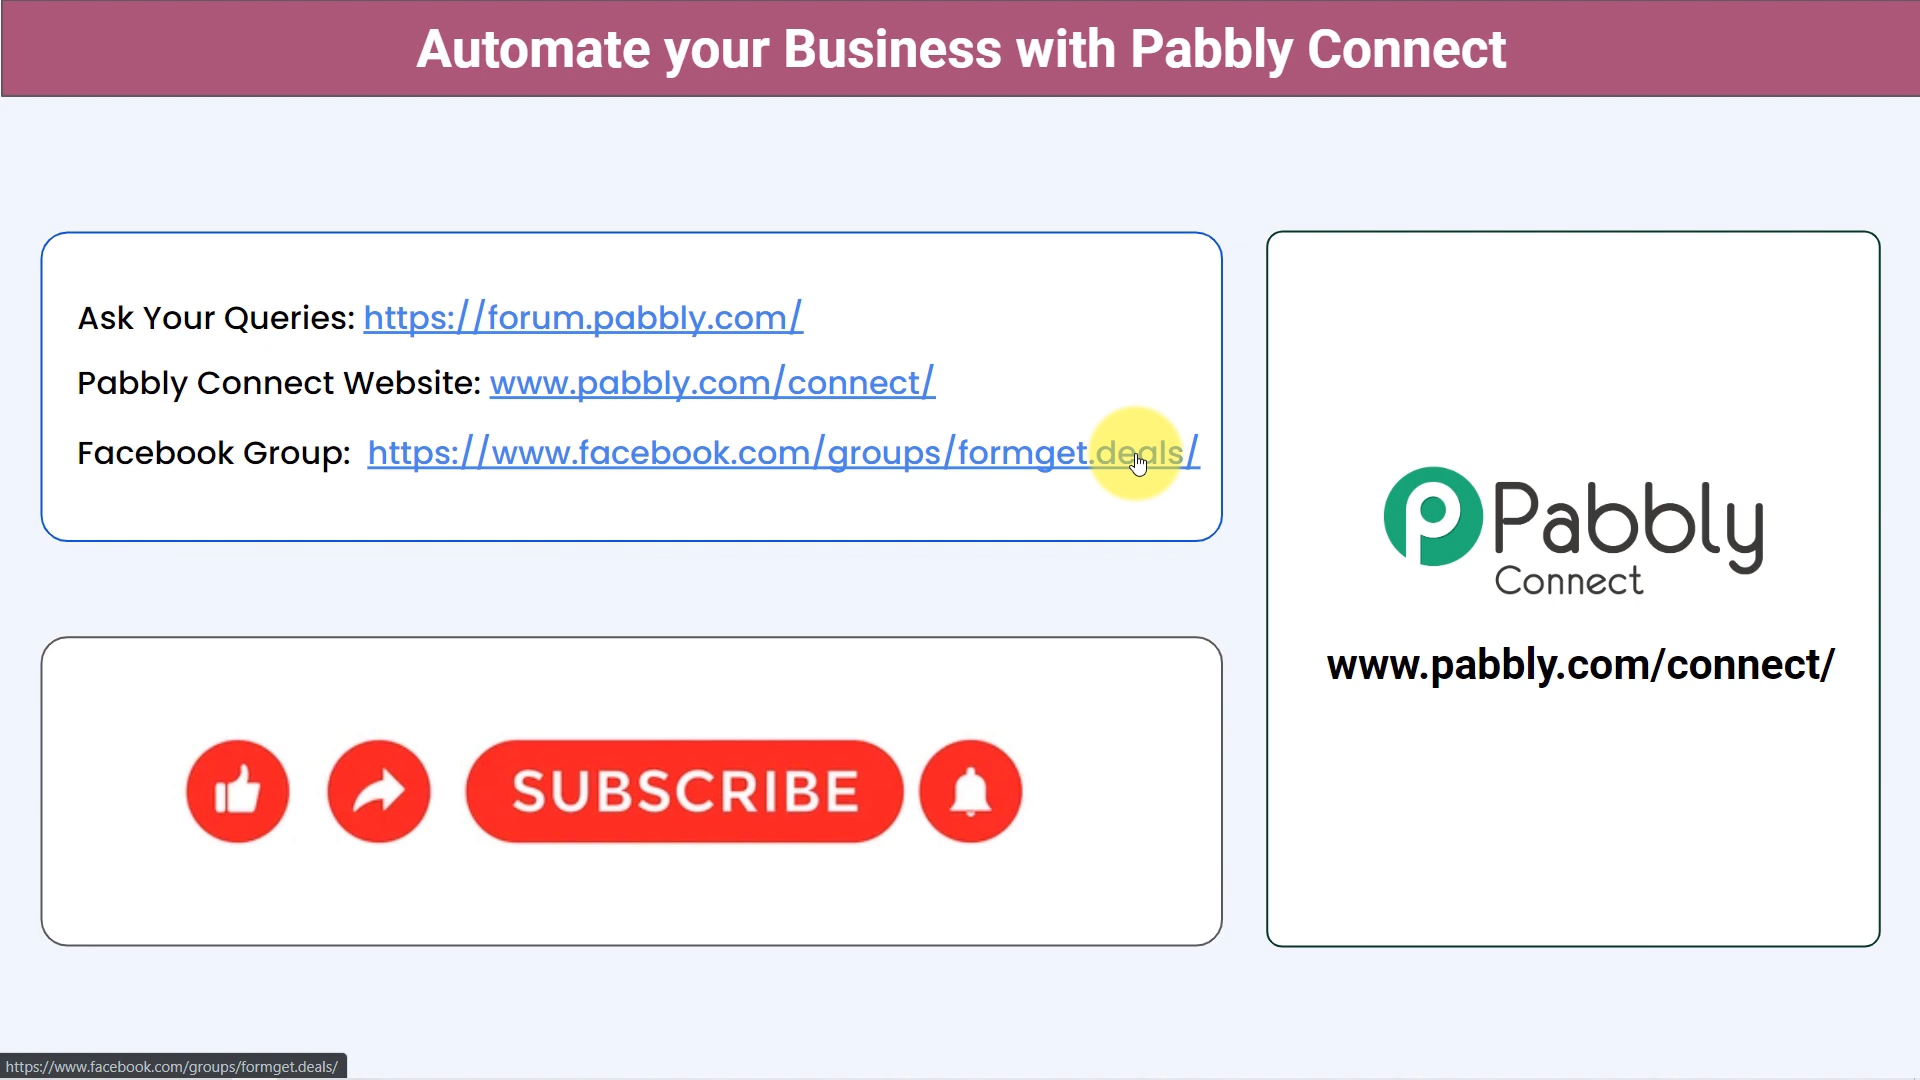 Automate your Business with Pabbly Connect
Ask Your Queries: https://forum.pabbly.com/
Pabbly Connect Website: www.pabbly.com/connect/
Facebook Group: https://www.facebook.com/groups/formget.deals/
Pabbly
Connect
www.pabbly.com/connect/
SUBSCRIBE
https://www.facebook.com/groups/formget.deals/